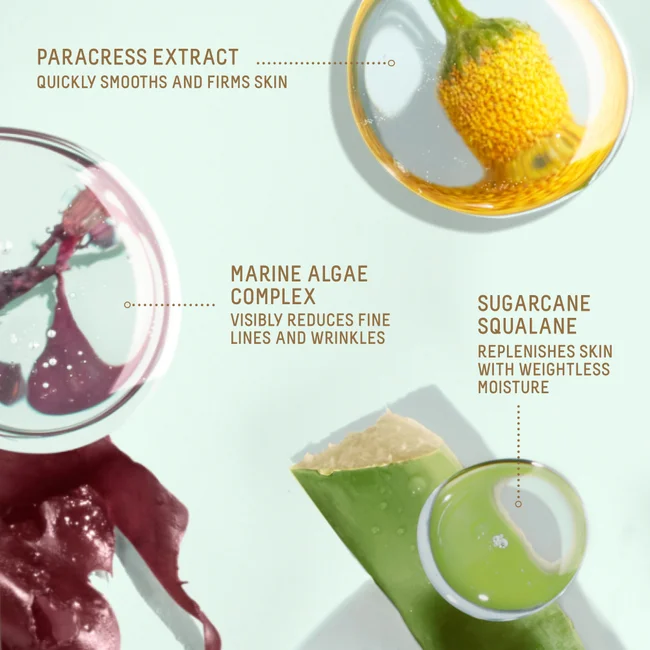 PARACRESS EXTRACT
QUICKLY SMOOTHS AND FIRMS SKIN
MARINE ALGAE
COMPLEX
VISIBLY REDUCES FINE
LINES AND WRINKLES
SUGARCANE
SQUALANE
REPLENISHES SKIN
WITH WEIGHTLESS
MOISTURE